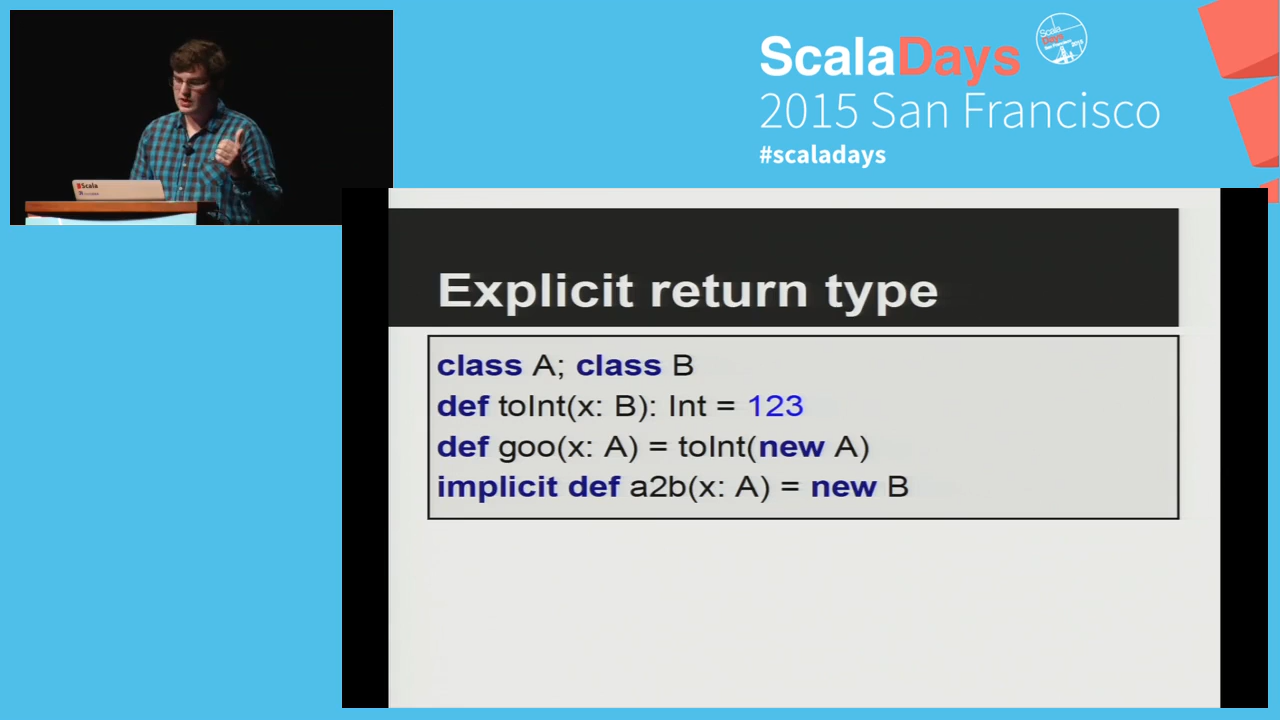 ScalaDays
2015 San Francisco
#scaladays
Scala
Explicit return type
class A; class B
def toInt(x: B): Int = 123
def goo(x: A) = toInt(new A)
implicit def a2b(x: A) = new B